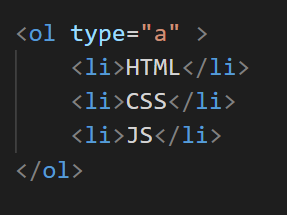 <ol type="a" >
<li>HTML</li>
<li>CSS</li>
<li>JS</li>
</ol>